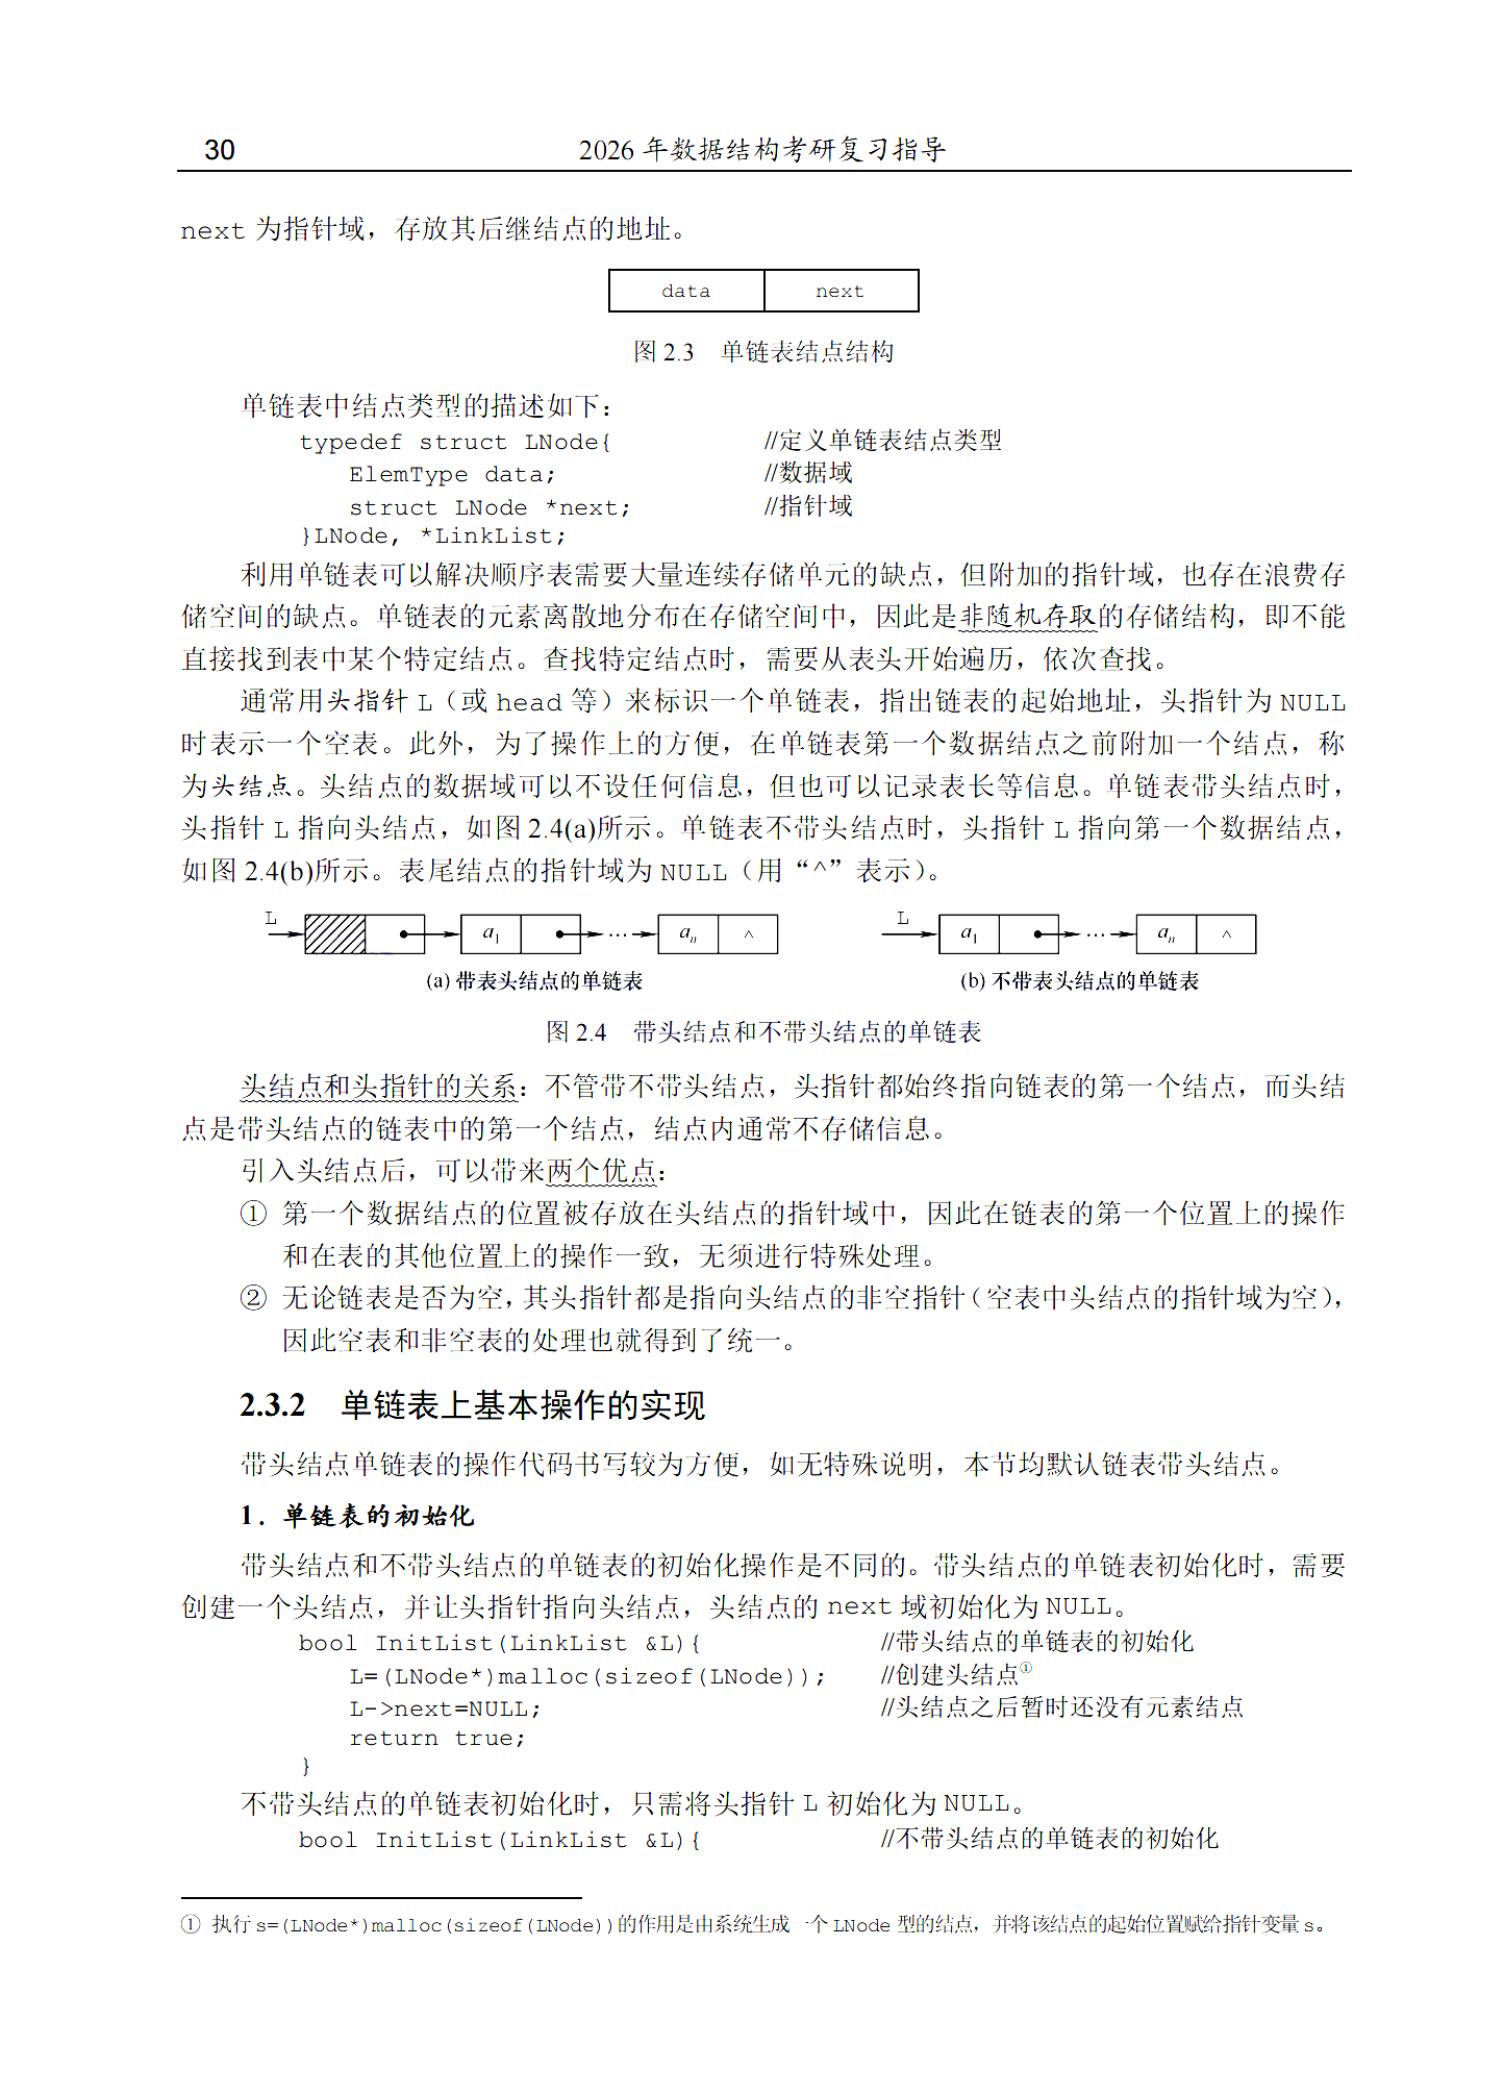 30
2026 年数据结构考研复习指导
next 为指针域，存放其后继结点的地址。
data next
图 2.3 单链表结点结构
单链表中结点类型的描述如下：
typedef struct LNode{ //定义单链表结点类型
ElemType data; //数据域
struct LNode *next; //指针域
}LNode, *LinkList;
利用单链表可以解决顺序表需要大量连续存储单元的缺点，但附加的指针域，也存在浪费存
储空间的缺点。单链表的元素离散地分布在存储空间中，因此是非随机存取的存储结构，即不能
直接找到表中某个特定结点。查找特定结点时，需要从表头开始遍历，依次查找。
通常用头指针 L（或 head 等）来标识一个单链表，指出链表的起始地址，头指针为 NULL
时表示一个空表。此外，为了操作上的方便，在单链表第一个数据结点之前附加一个结点，称
为头结点。头结点的数据域可以不设任何信息，但也可以记录表长等信息。单链表带头结点时，
头指针 L 指向头结点，如图 2.4(a)所示。单链表不带头结点时，头指针 L 指向第一个数据结点，
如图 2.4(b)所示。表尾结点的指针域为 NULL（用“^”表示）。
L a1 … an ^ L a1 … an ^
(a) 带表头结点的单链表 (b) 不带表头结点的单链表
图 2.4 带头结点和不带头结点的单链表
头结点和头指针的关系：不管带不带头结点，头指针都始终指向链表的第一个结点，而头结
点是带头结点的链表中的第一个结点，结点内通常不存储信息。
引入头结点后，可以带来两个优点：
① 第一个数据结点的位置被存放在头结点的指针域中，因此在链表的第一个位置上的操作
和在表的其他位置上的操作一致，无须进行特殊处理。
② 无论链表是否为空，其头指针都是指向头结点的非空指针（空表中头结点的指针域为空），
因此空表和非空表的处理也就得到了统一。
2.3.2 单链表上基本操作的实现
带头结点单链表的操作代码书写较为方便，如无特殊说明，本节均默认链表带头结点。
1. 单链表的初始化
带头结点和不带头结点的单链表的初始化操作是不同的。带头结点的单链表初始化时，需要
创建一个头结点，并让头指针指向头结点，头结点的 next 域初始化为 NULL。
bool InitList(LinkList &L){ //带头结点的单链表的初始化
L=(LNode*)malloc(sizeof(LNode)); //创建头结点①
L->next=NULL; //头结点之后暂时还没有元素结点
return true;
}
不带头结点的单链表初始化时，只需将头指针 L 初始化为 NULL。
bool InitList(LinkList &L){ //不带头结点的单链表的初始化
① 执行 s=(LNode*)malloc(sizeof(LNode))的作用是由系统生成一个 LNode 型的结点，并将该结点的起始位置赋给指针变量 s。